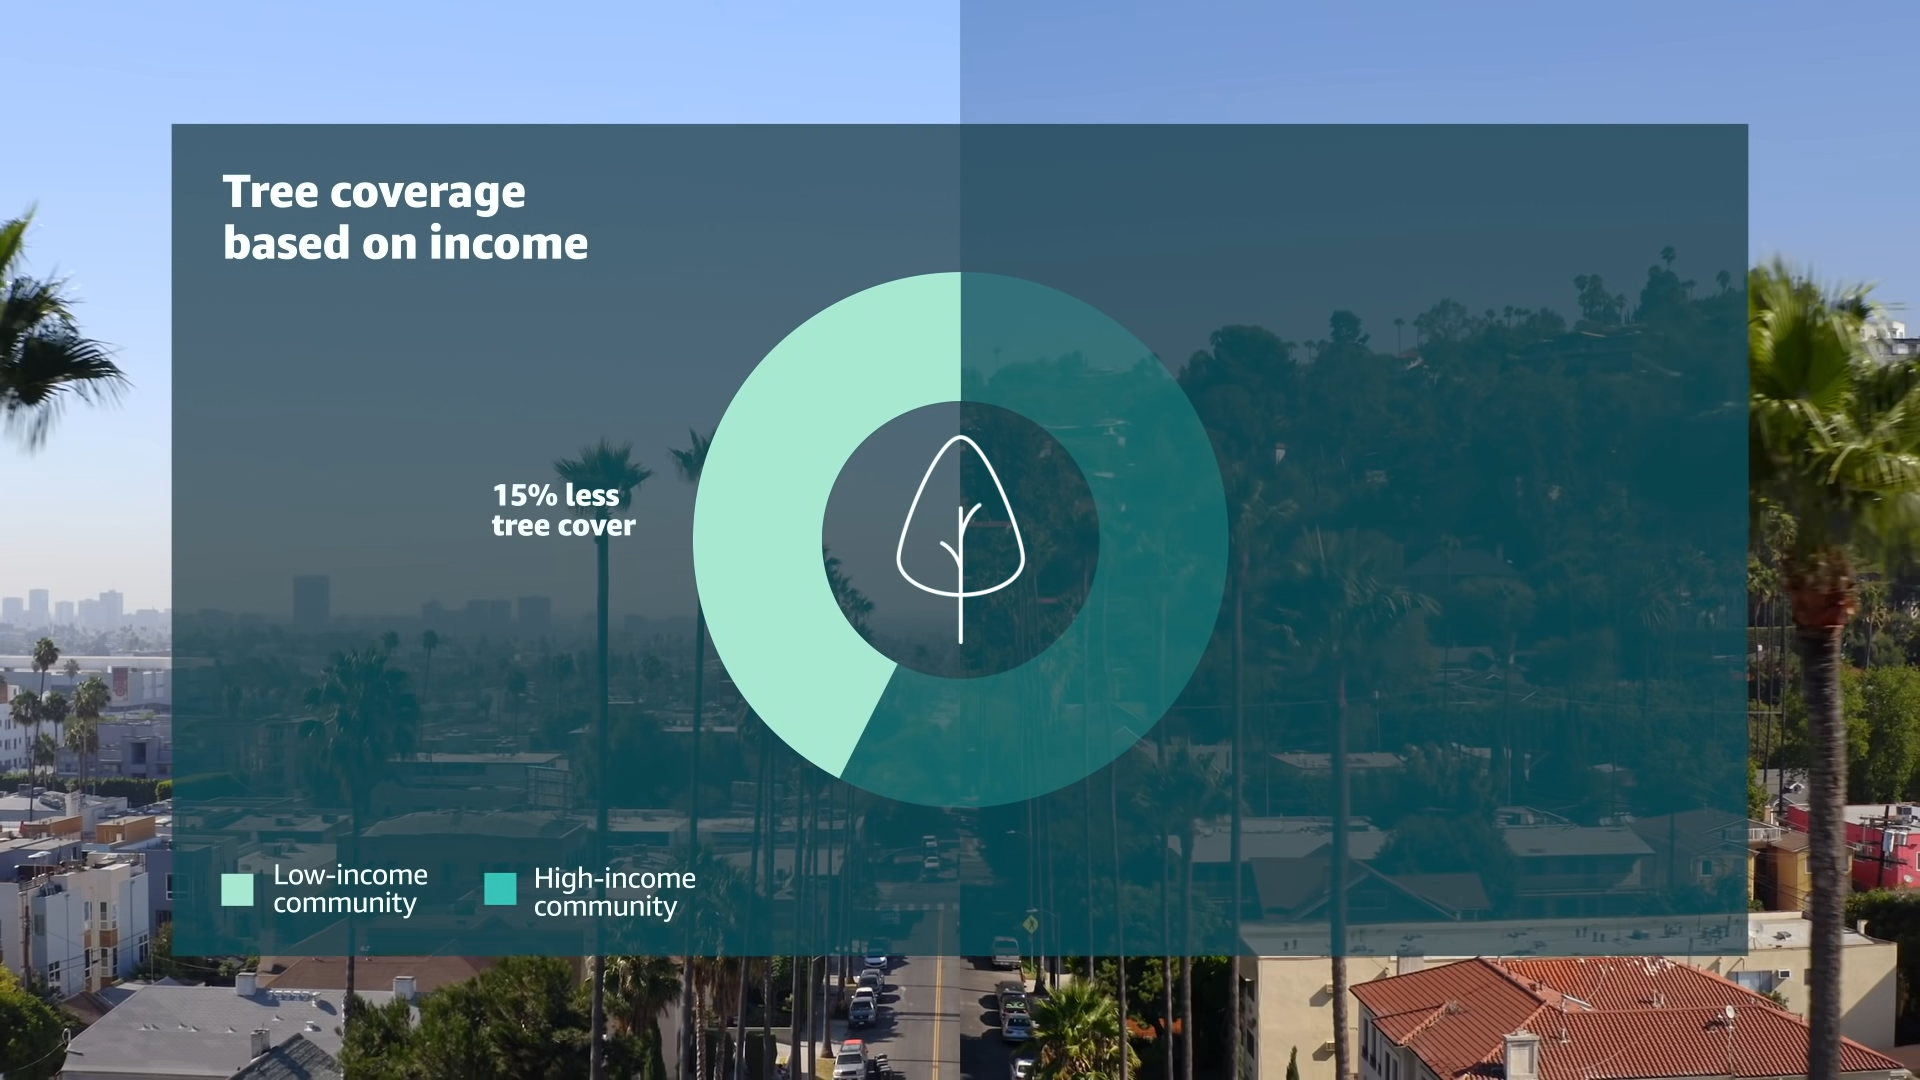 Tree coverage
based on income
15% less
tree cover
Low-income
community
High-income
community